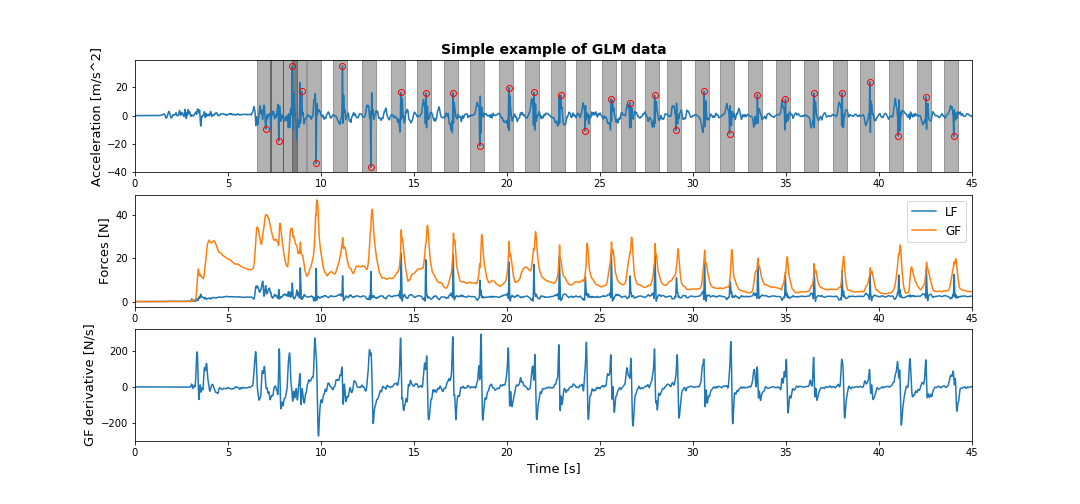 Simple example of GLM data
Acceleration [m/s^2]
20
0
−20
−40
0 5 10 15 20 25 30 35 40 45
Forces [N]
40
20
0
LF
GF
0 5 10 15 20 25 30 35 40 45
GF derivative [N/s]
200
0
−200
0 5 10 15 20 25 30 35 40 45
Time [s]